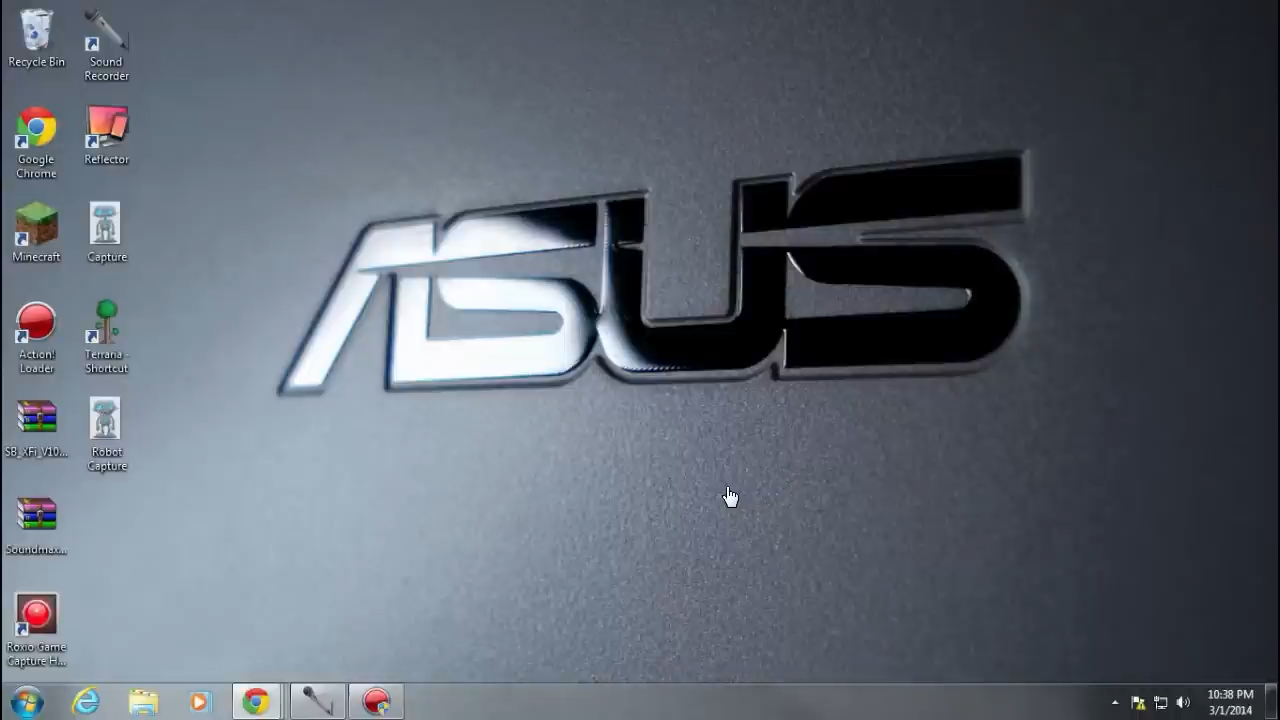 Recycle Bin
Sound
Recorder
Google
Chrome
Reflector
Minecraft
Capture
Action!
Loader
Terraria -
Shortcut
SB_XFi_V10...
Robot
Capture
Soundmax...
Roxio Game
Capture H...
ASUS
10:38 PM
3/1/2014